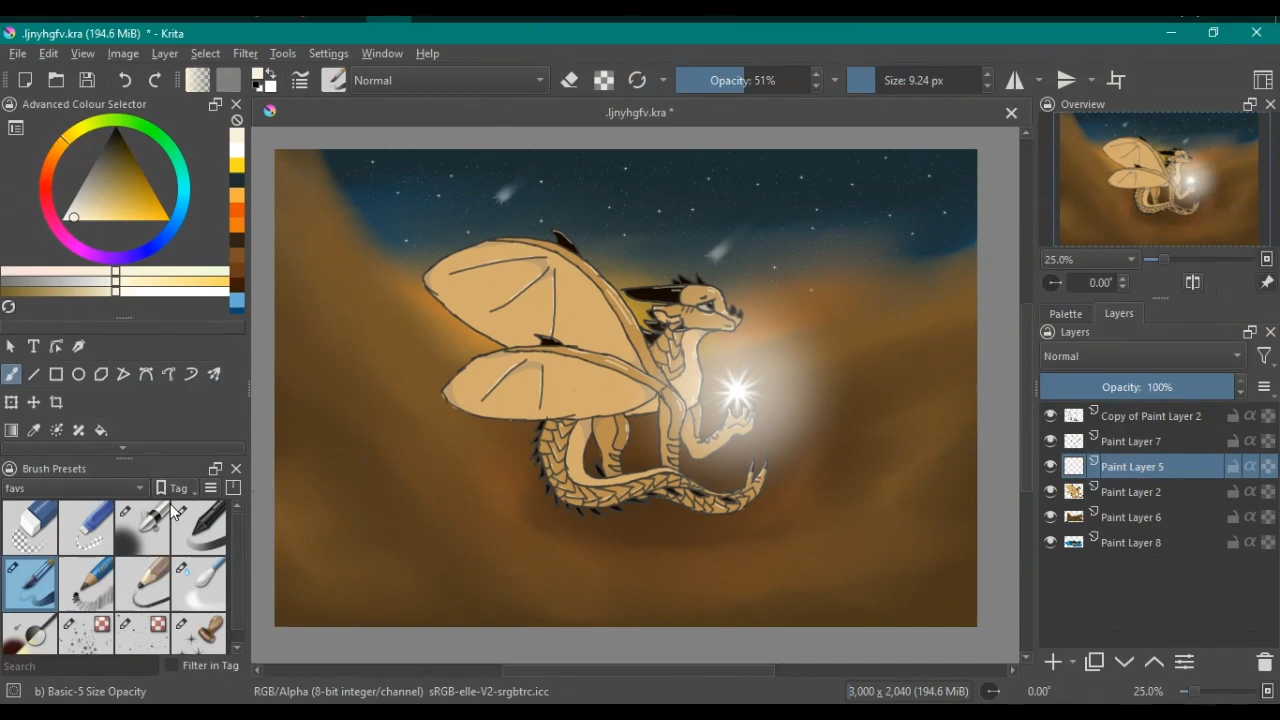 .ljnyhgfv.kra (194.6 MiB) * - Krita
File Edit View Image Layer Select Filter Tools Settings Window Help
Normal Opacity: 51% Size: 9.24 px
Advanced Colour Selector
.ljnyhgfv.kra *
Overview
25.0%
0.00°
Palette Layers
Layers
Normal
Opacity: 100%
Copy of Paint Layer 2
Paint Layer 7
Paint Layer 5
Paint Layer 2
Paint Layer 6
Paint Layer 8
Brush Presets
favs Tag
Search Filter in Tag
b) Basic-5 Size Opacity RGB/Alpha (8-bit integer/channel) sRGB-elle-V2-srgbtrc.icc 3,000 x 2,040 (194.6 MiB) 0.00° 25.0%